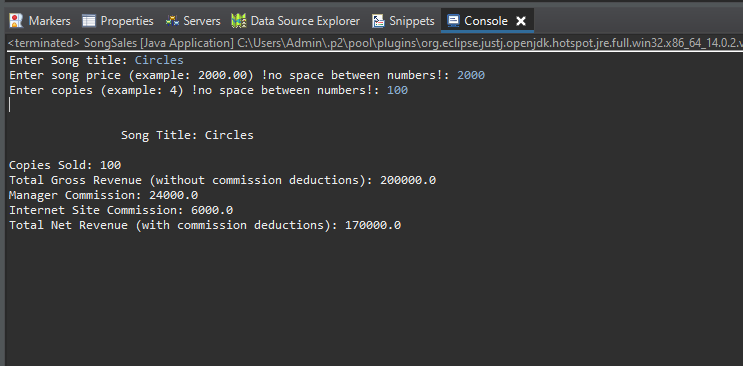 Markers Properties Servers Data Source Explorer Snippets Console
<terminated> SongSales [Java Application] C:\Users\Admin\.p2\pool\plugins\org.eclipse.justj.openjdk.hotspot.jre.full.win32.x86_64_14.0.2.v
Enter Song title: Circles
Enter song price (example: 2000.00) !no space between numbers!: 2000
Enter copies (example: 4) !no space between numbers!: 100
Song Title: Circles
Copies Sold: 100
Total Gross Revenue (without commission deductions): 200000.0
Manager Commission: 24000.0
Internet Site Commission: 6000.0
Total Net Revenue (with commission deductions): 170000.0